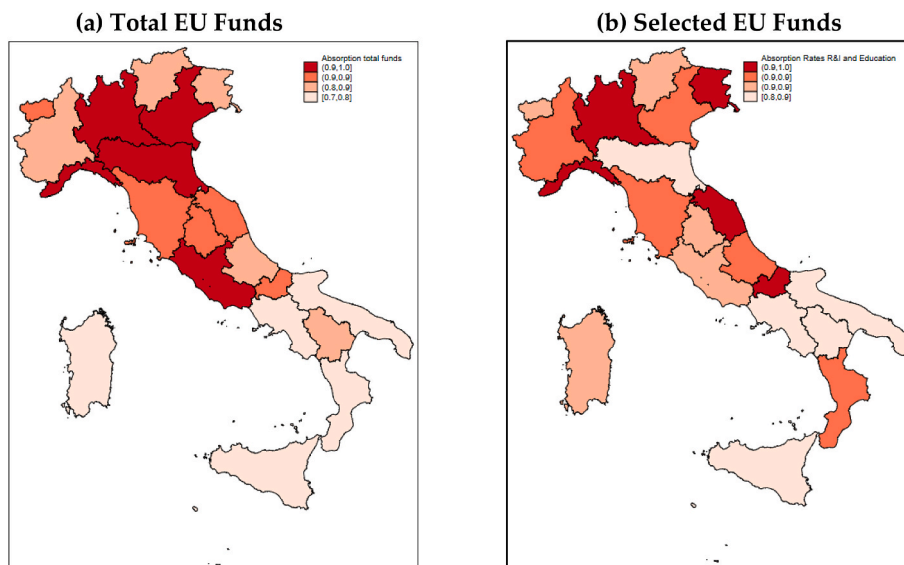 (a) Total EU Funds
(b) Selected EU Funds
Absorption total funds
(0.9,1.0]
(0.9,0.9]
(0.8,0.9]
[0.7,0.8]
Absorption Rates R&I and Education
(0.9,1.0]
(0.9,0.9]
(0.9,0.9]
[0.8,0.9]